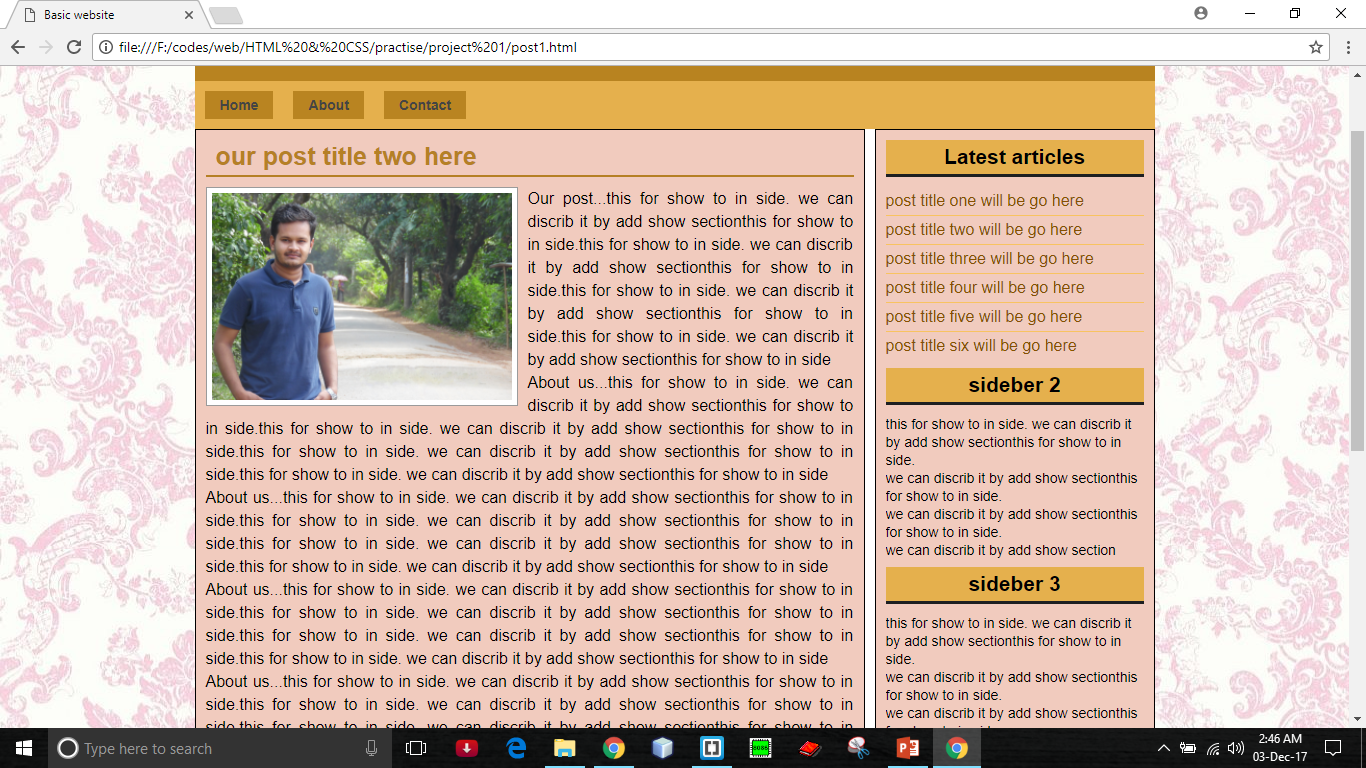 Basic website
file:///F:/codes/web/HTML%20&%20CSS/practise/project%201/post1.html
Home About Contact
our post title two here
Our post...this for show to in side. we can
discrib it by add show sectionthis for show to
in side.this for show to in side. we can discrib
it by add show sectionthis for show to in
side.this for show to in side. we can discrib it
by add show sectionthis for show to in
side.this for show to in side. we can discrib it
by add show sectionthis for show to in side
About us...this for show to in side. we can
discrib it by add show sectionthis for show to
in side.this for show to in side. we can discrib it by add show sectionthis for show to in
side.this for show to in side. we can discrib it by add show sectionthis for show to in
side.this for show to in side. we can discrib it by add show sectionthis for show to in side
About us...this for show to in side. we can discrib it by add show sectionthis for show to in
side.this for show to in side. we can discrib it by add show sectionthis for show to in
side.this for show to in side. we can discrib it by add show sectionthis for show to in
side.this for show to in side. we can discrib it by add show sectionthis for show to in side
About us...this for show to in side. we can discrib it by add show sectionthis for show to in
side.this for show to in side. we can discrib it by add show sectionthis for show to in
side.this for show to in side. we can discrib it by add show sectionthis for show to in
side.this for show to in side. we can discrib it by add show sectionthis for show to in side
About us...this for show to in side. we can discrib it by add show sectionthis for show to in
side.this for show to in side. we can discrib it by add show sectionthis for show to in
side.this for show to in side. we can discrib it by add show sectionthis for show to in
Latest articles
post title one will be go here
post title two will be go here
post title three will be go here
post title four will be go here
post title five will be go here
post title six will be go here
sideber 2
this for show to in side. we can discrib it
by add show sectionthis for show to in
side.
we can discrib it by add show sectionthis
for show to in side.
we can discrib it by add show sectionthis
for show to in side.
we can discrib it by add show section
sideber 3
this for show to in side. we can discrib it
by add show sectionthis for show to in
side.
we can discrib it by add show sectionthis
for show to in side.
we can discrib it by add show sectionthis
Type here to search
2:46 AM
03-Dec-17